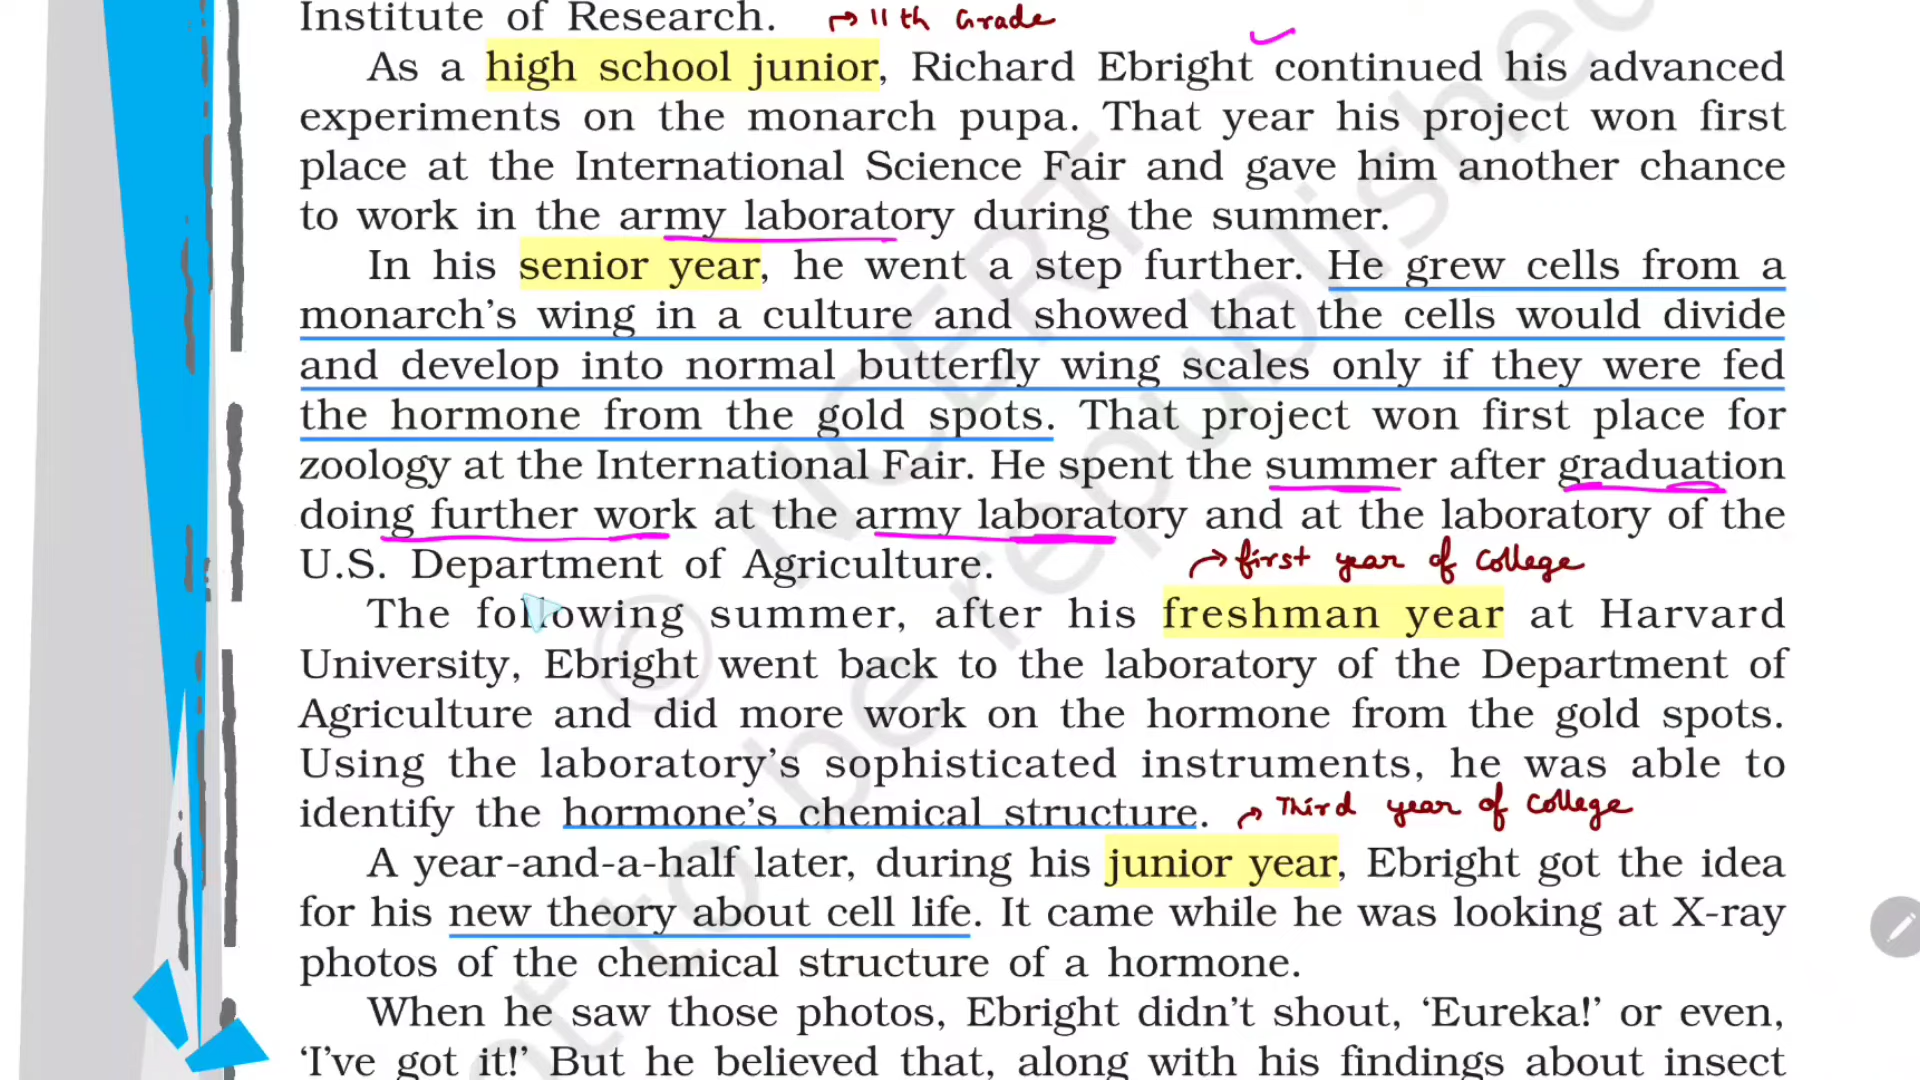 Institute of Research. → 11th Grade
As a high school junior, Richard Ebright continued his advanced
experiments on the monarch pupa. That year his project won first
place at the International Science Fair and gave him another chance
to work in the army laboratory during the summer.
In his senior year, he went a step further. He grew cells from a
monarch’s wing in a culture and showed that the cells would divide
and develop into normal butterfly wing scales only if they were fed
the hormone from the gold spots. That project won first place for
zoology at the International Fair. He spent the summer after graduation
doing further work at the army laboratory and at the laboratory of the
U.S. Department of Agriculture. → first year of college
The following summer, after his freshman year at Harvard
University, Ebright went back to the laboratory of the Department of
Agriculture and did more work on the hormone from the gold spots.
Using the laboratory’s sophisticated instruments, he was able to
identify the hormone’s chemical structure. → Third year of college
A year-and-a-half later, during his junior year, Ebright got the idea
for his new theory about cell life. It came while he was looking at X-ray
photos of the chemical structure of a hormone.
When he saw those photos, Ebright didn’t shout, ‘Eureka!’ or even,
‘I’ve got it!’ But he believed that, along with his findings about insect
© NCERT
not to be republished